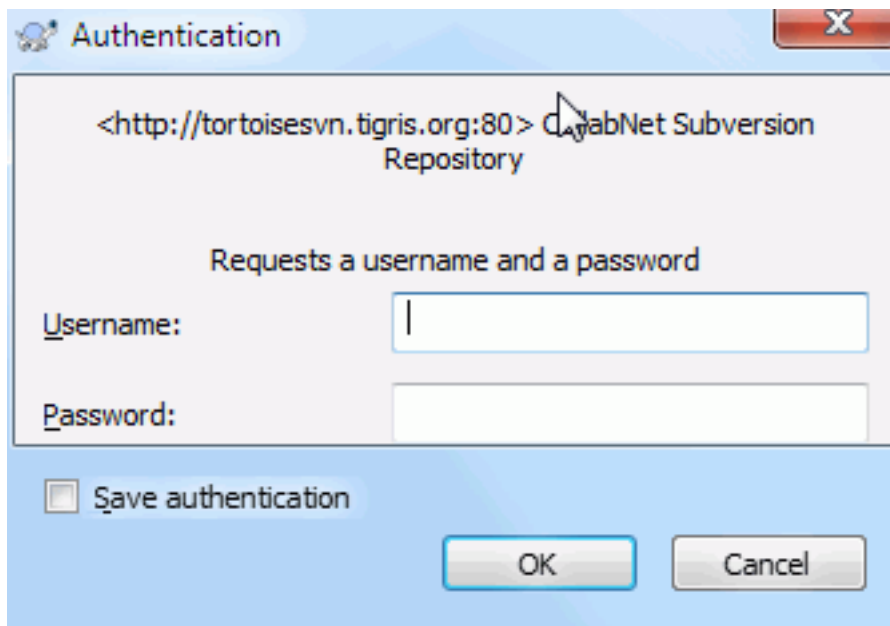 Authentication
<http://tortoisesvn.tigris.org:80> Subversion
Repository
Requests a username and a password
Username:
Password:
Save authentication
OK
Cancel